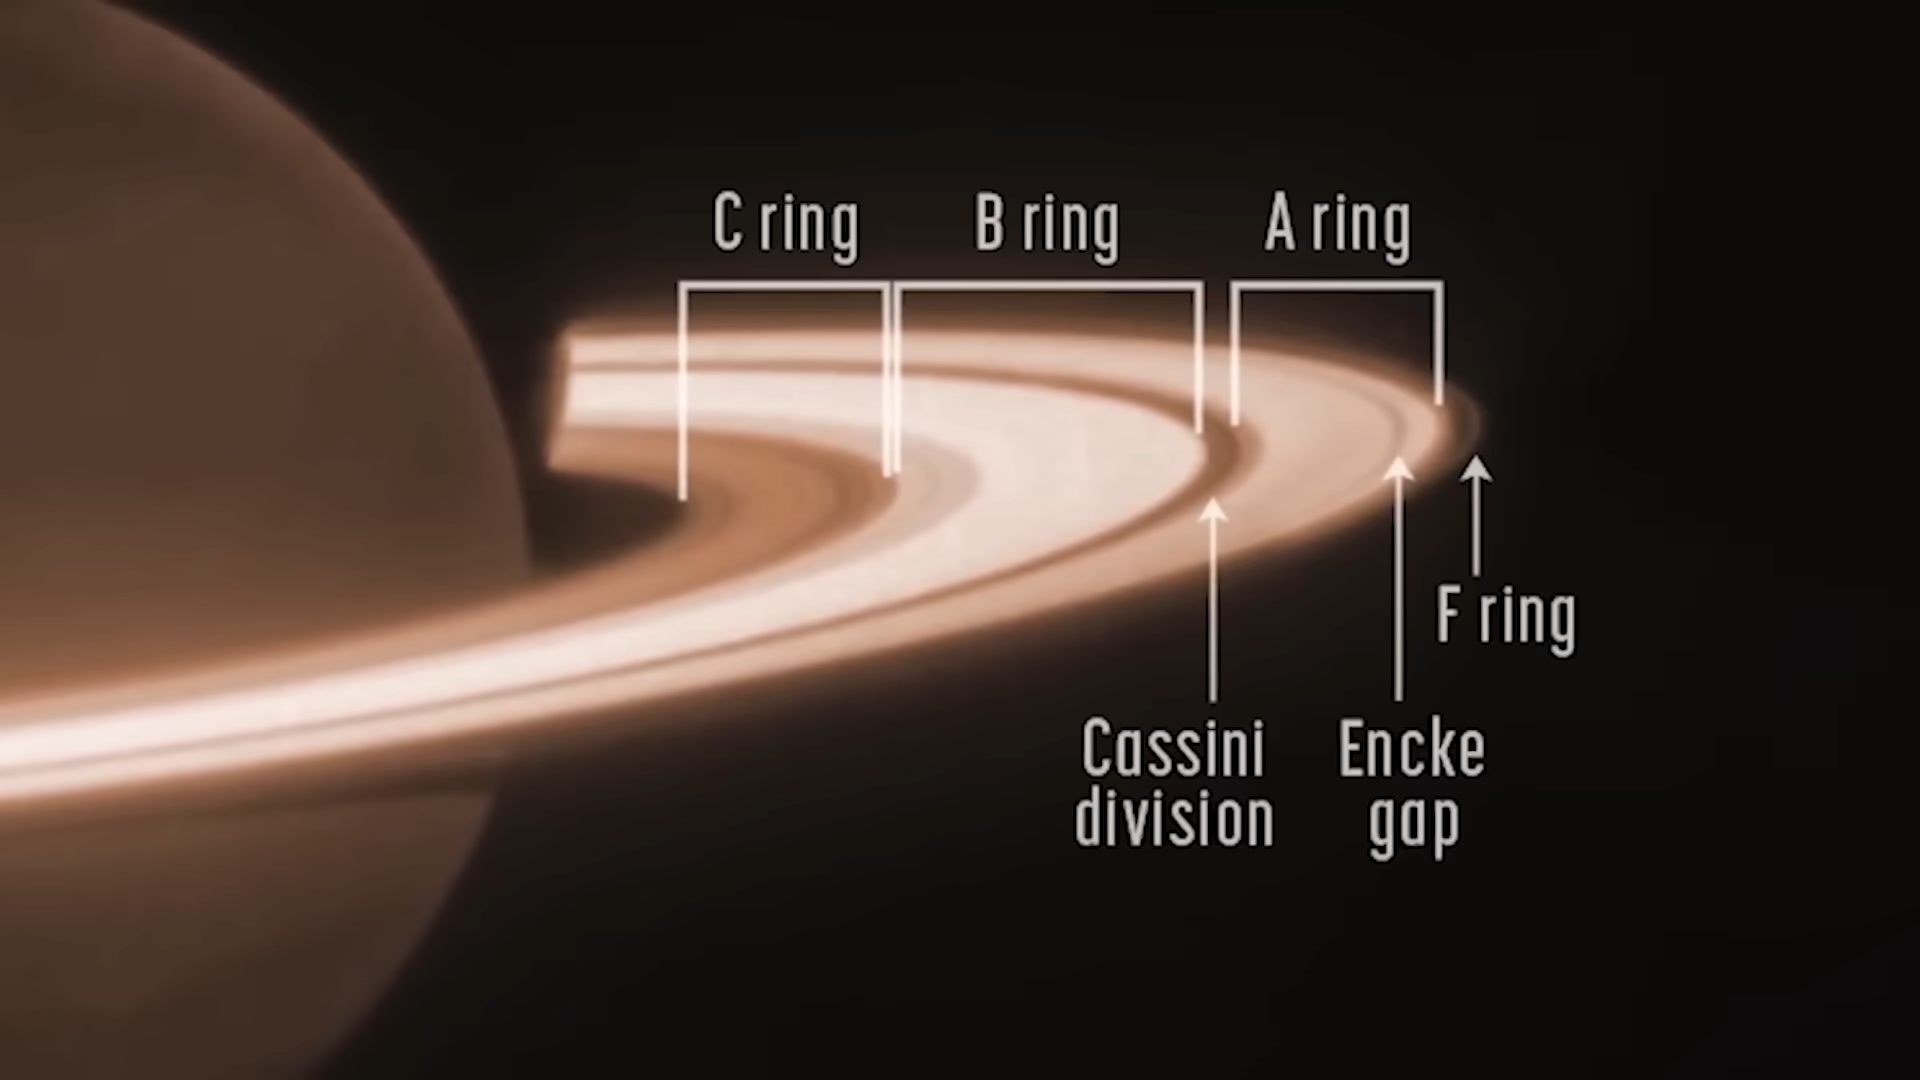 C ring
B ring
A ring
F ring
Cassini
division
Encke
gap